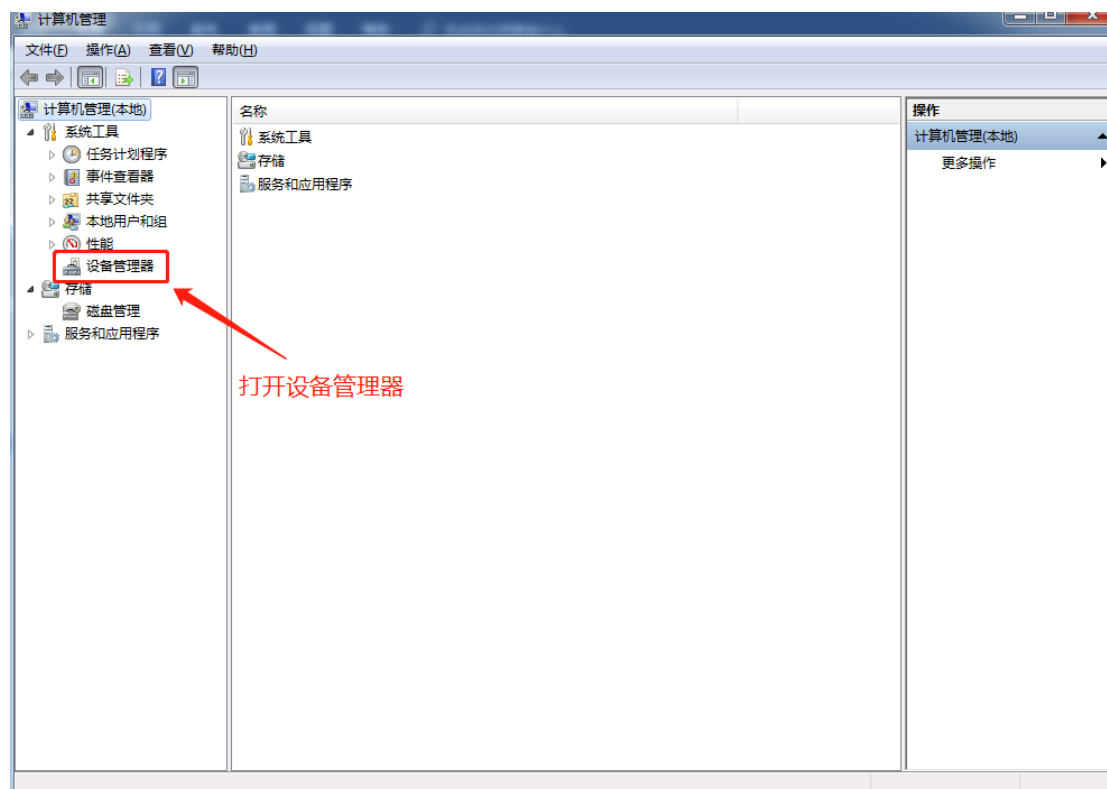 计算机管理
文件(F) 操作(A) 查看(V) 帮助(H)
计算机管理(本地)
系统工具
任务计划程序
事件查看器
共享文件夹
本地用户和组
性能
设备管理器
存储
磁盘管理
服务和应用程序
名称
系统工具
存储
服务和应用程序
打开设备管理器
操作
计算机管理(本地)
更多操作